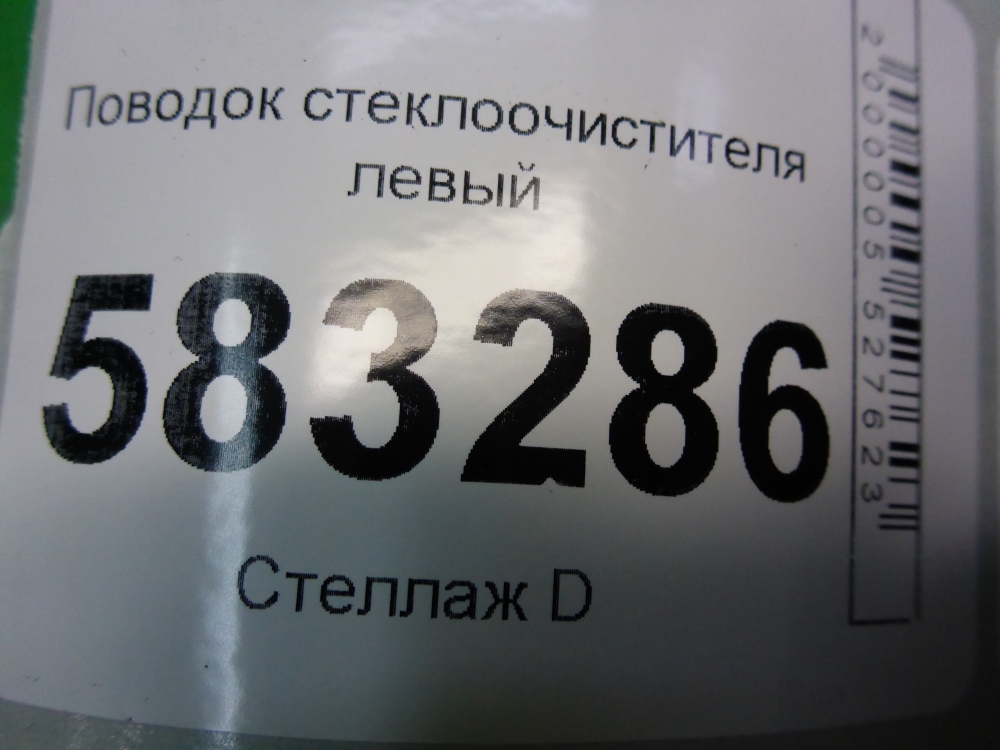 Поводок стеклоочистителя
левый
583286
Стеллаж D
2000005527623